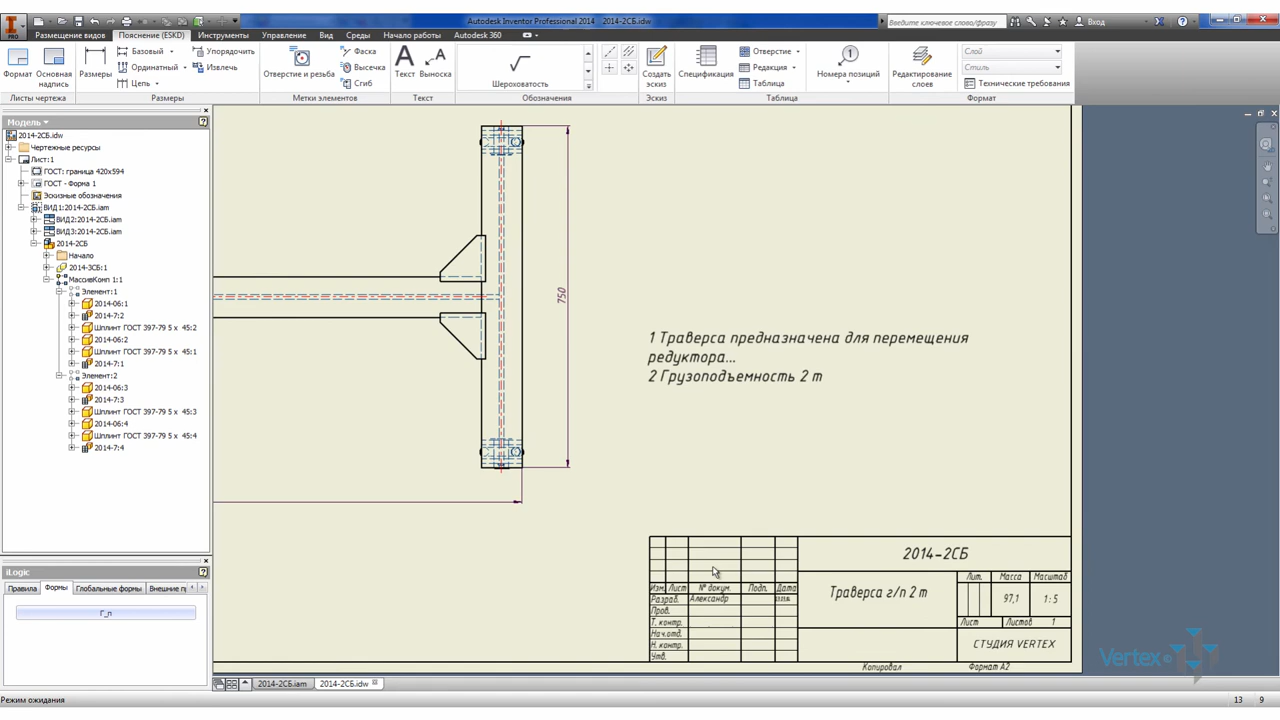 Autodesk Inventor Professional 2014   2014-2СБ.idw
Введите ключевое слово/фразу
Вход
PRO
Размещение видов
Пояснение (ESKD)
Инструменты
Управление
Вид
Среды
Начало работы
Autodesk 360
Формат
Основная надпись
Размеры
Базовый
Ординатный
Цепь
Упорядочить
Извлечь
Отверстие и резьба
Фаска
Высечка
Сгиб
Текст
Выноска
Шероховатость
Создать эскиз
Спецификация
Отверстие
Редакция
Таблица
Номера позиций
Редактирование слоев
Слой
Стиль
Технические требования
Листы чертежа
Размеры
Метки элементов
Текст
Обозначения
Эскиз
Таблица
Формат
Модель
2014-2СБ.idw
Чертежные ресурсы
Лист:1
ГОСТ: граница 420x594
ГОСТ - Форма 1
Эскизные обозначения
ВИД1:2014-2СБ.iam
ВИД2:2014-2СБ.iam
ВИД3:2014-2СБ.iam
2014-2СБ
Начало
2014-3СБ:1
МассивКомп 1:1
Элемент:1
2014-06:1
2014-7:2
Шплинт ГОСТ 397-79 5 x 45:2
2014-06:2
Шплинт ГОСТ 397-79 5 x 45:1
2014-7:1
Элемент:2
2014-06:3
2014-7:3
Шплинт ГОСТ 397-79 5 x 45:3
2014-06:4
Шплинт ГОСТ 397-79 5 x 45:4
2014-7:4
iLogic
Правила
Формы
Глобальные формы
Внешние п
Г_п
750
1 Траверса предназначена для перемещения
редуктора...
2 Грузоподъемность 2 т
2014-2СБ
Изм. Лист № докум. Подп. Дата
Разраб. Александр
Пров.
Т. контр.
Нач.отд.
Н. контр.
Утв.
Траверса г/п 2 т
Лит. Масса Масштаб
97,1 1:5
Лист Листов 1
СТУДИЯ VERTEX
Копировал Формат А2
Vertex
2014-2СБ.iam
2014-2СБ.idw
Режим ожидания
13 9